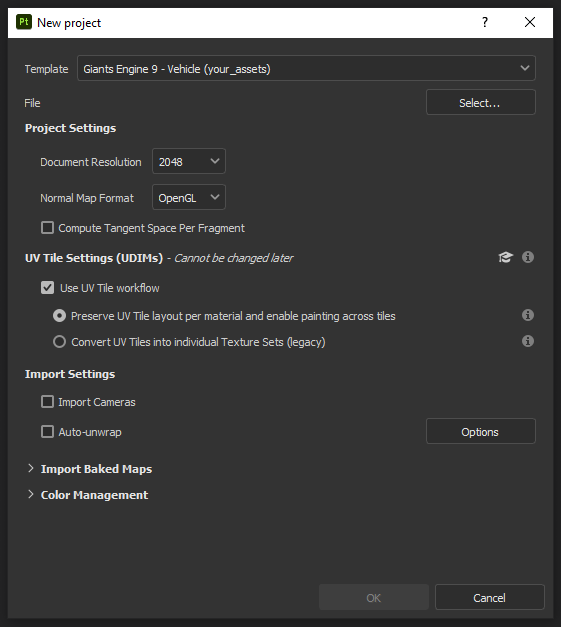 Pt New project ?
Template Giants Engine 9 - Vehicle (your_assets)
File Select...
Project Settings
Document Resolution 2048
Normal Map Format OpenGL
Compute Tangent Space Per Fragment
UV Tile Settings (UDIMs) - Cannot be changed later
Use UV Tile workflow
Preserve UV Tile layout per material and enable painting across tiles
Convert UV Tiles into individual Texture Sets (legacy)
Import Settings
Import Cameras
Auto-unwrap Options
Import Baked Maps
Color Management
OK Cancel